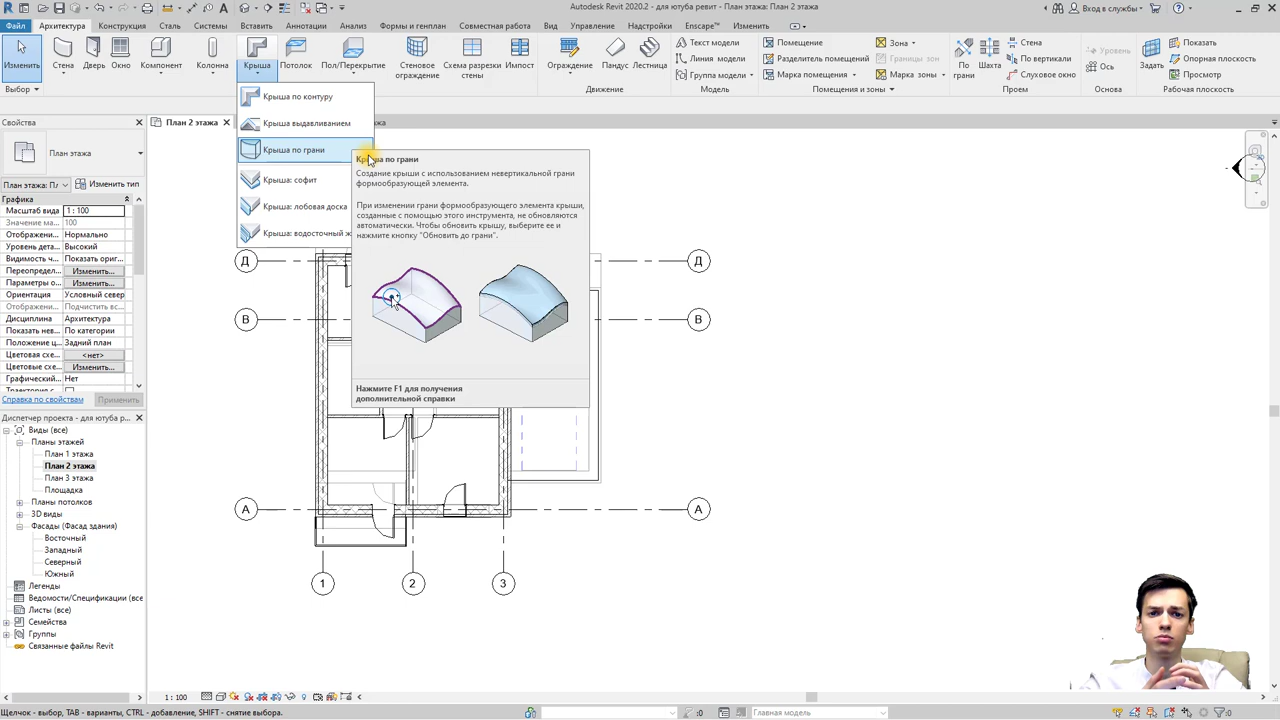 Autodesk Revit 2020.2 - для ютуба ревит - План этажа: План 2 этажа
Вход в службы
Файл Архитектура Конструкция Сталь Системы Вставить Аннотации Анализ Формы и генплан Совместная работа Вид Управление Надстройки Enscape™ Изменить
Изменить Стена Дверь Окно Компонент Колонна Крыша Потолок Пол/Перекрытие Стеновое ограждение Схема разрезки стены Импост Ограждение Пандус Лестница
Текст модели
Линия модели
Группа модели
Помещение
Разделитель помещений
Марка помещения
Зона
Границы зон
Марка зоны
По грани
Шахта
Стена
По вертикали
Слуховое окно
Уровень
Ось
Задать
Показать
Опорная плоскость
Просмотр
Выбор Движение Модель Помещения и зоны Проем Основа Рабочая плоскость
Крыша по контуру
Крыша выдавливанием
Крыша по грани
Крыша: софит
Крыша: лобовая доска
Крыша: водосточный ж
Создание крыши с использованием невертикальной грани
формообразующего элемента.
При изменении грани формообразующего элемента крыши,
созданные с помощью этого инструмента, не обновляются
автоматически. Чтобы обновить крышу, выберите ее и
нажмите кнопку "Обновить до грани".
Нажмите F1 для получения
дополнительной справки
План 2 этажа
Свойства
План этажа
План этажа: П
Изменить тип
Графика
Масштаб вида 1 : 100
Значение ма... 100
Отображени... Нормально
Уровень дета... Высокий
Видимость ча... Показать ориг...
Переопредел... Изменить...
Параметры о... Изменить...
Ориентация Условный север
Отображени... Подчистить вс...
Дисциплина Архитектура
Показать нев... По категории
Положение ц... Задний план
Цветовая схе... <нет>
Цветовые схе... Изменить...
Графический... Нет
Справка по свойствам Применить
Диспетчер проекта - для ютуба р...
Виды (все)
Планы этажей
План 1 этажа
План 2 этажа
План 3 этажа
Площадка
Планы потолков
3D виды
Фасады (Фасад здания)
Восточный
Западный
Северный
Южный
Легенды
Ведомости/Спецификации (все
Листы (все)
Семейства
Группы
Связанные файлы Revit
Д Д
В В
А А
1 2 3
1 : 100
Щелчок - выбор, TAB - варианты, CTRL - добавление, SHIFT - снятие выбора.
:0
Главная модель
:0